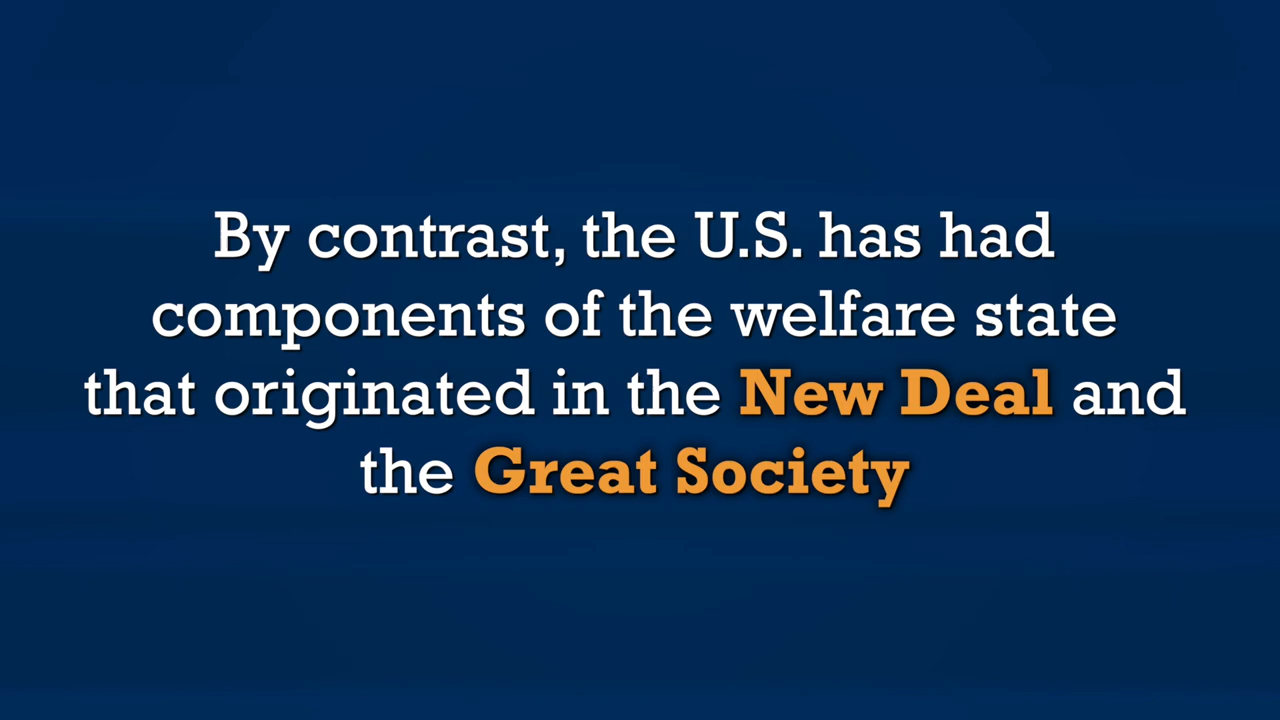 By contrast, the U.S. has had
components of the welfare state
that originated in the New Deal and
the Great Society